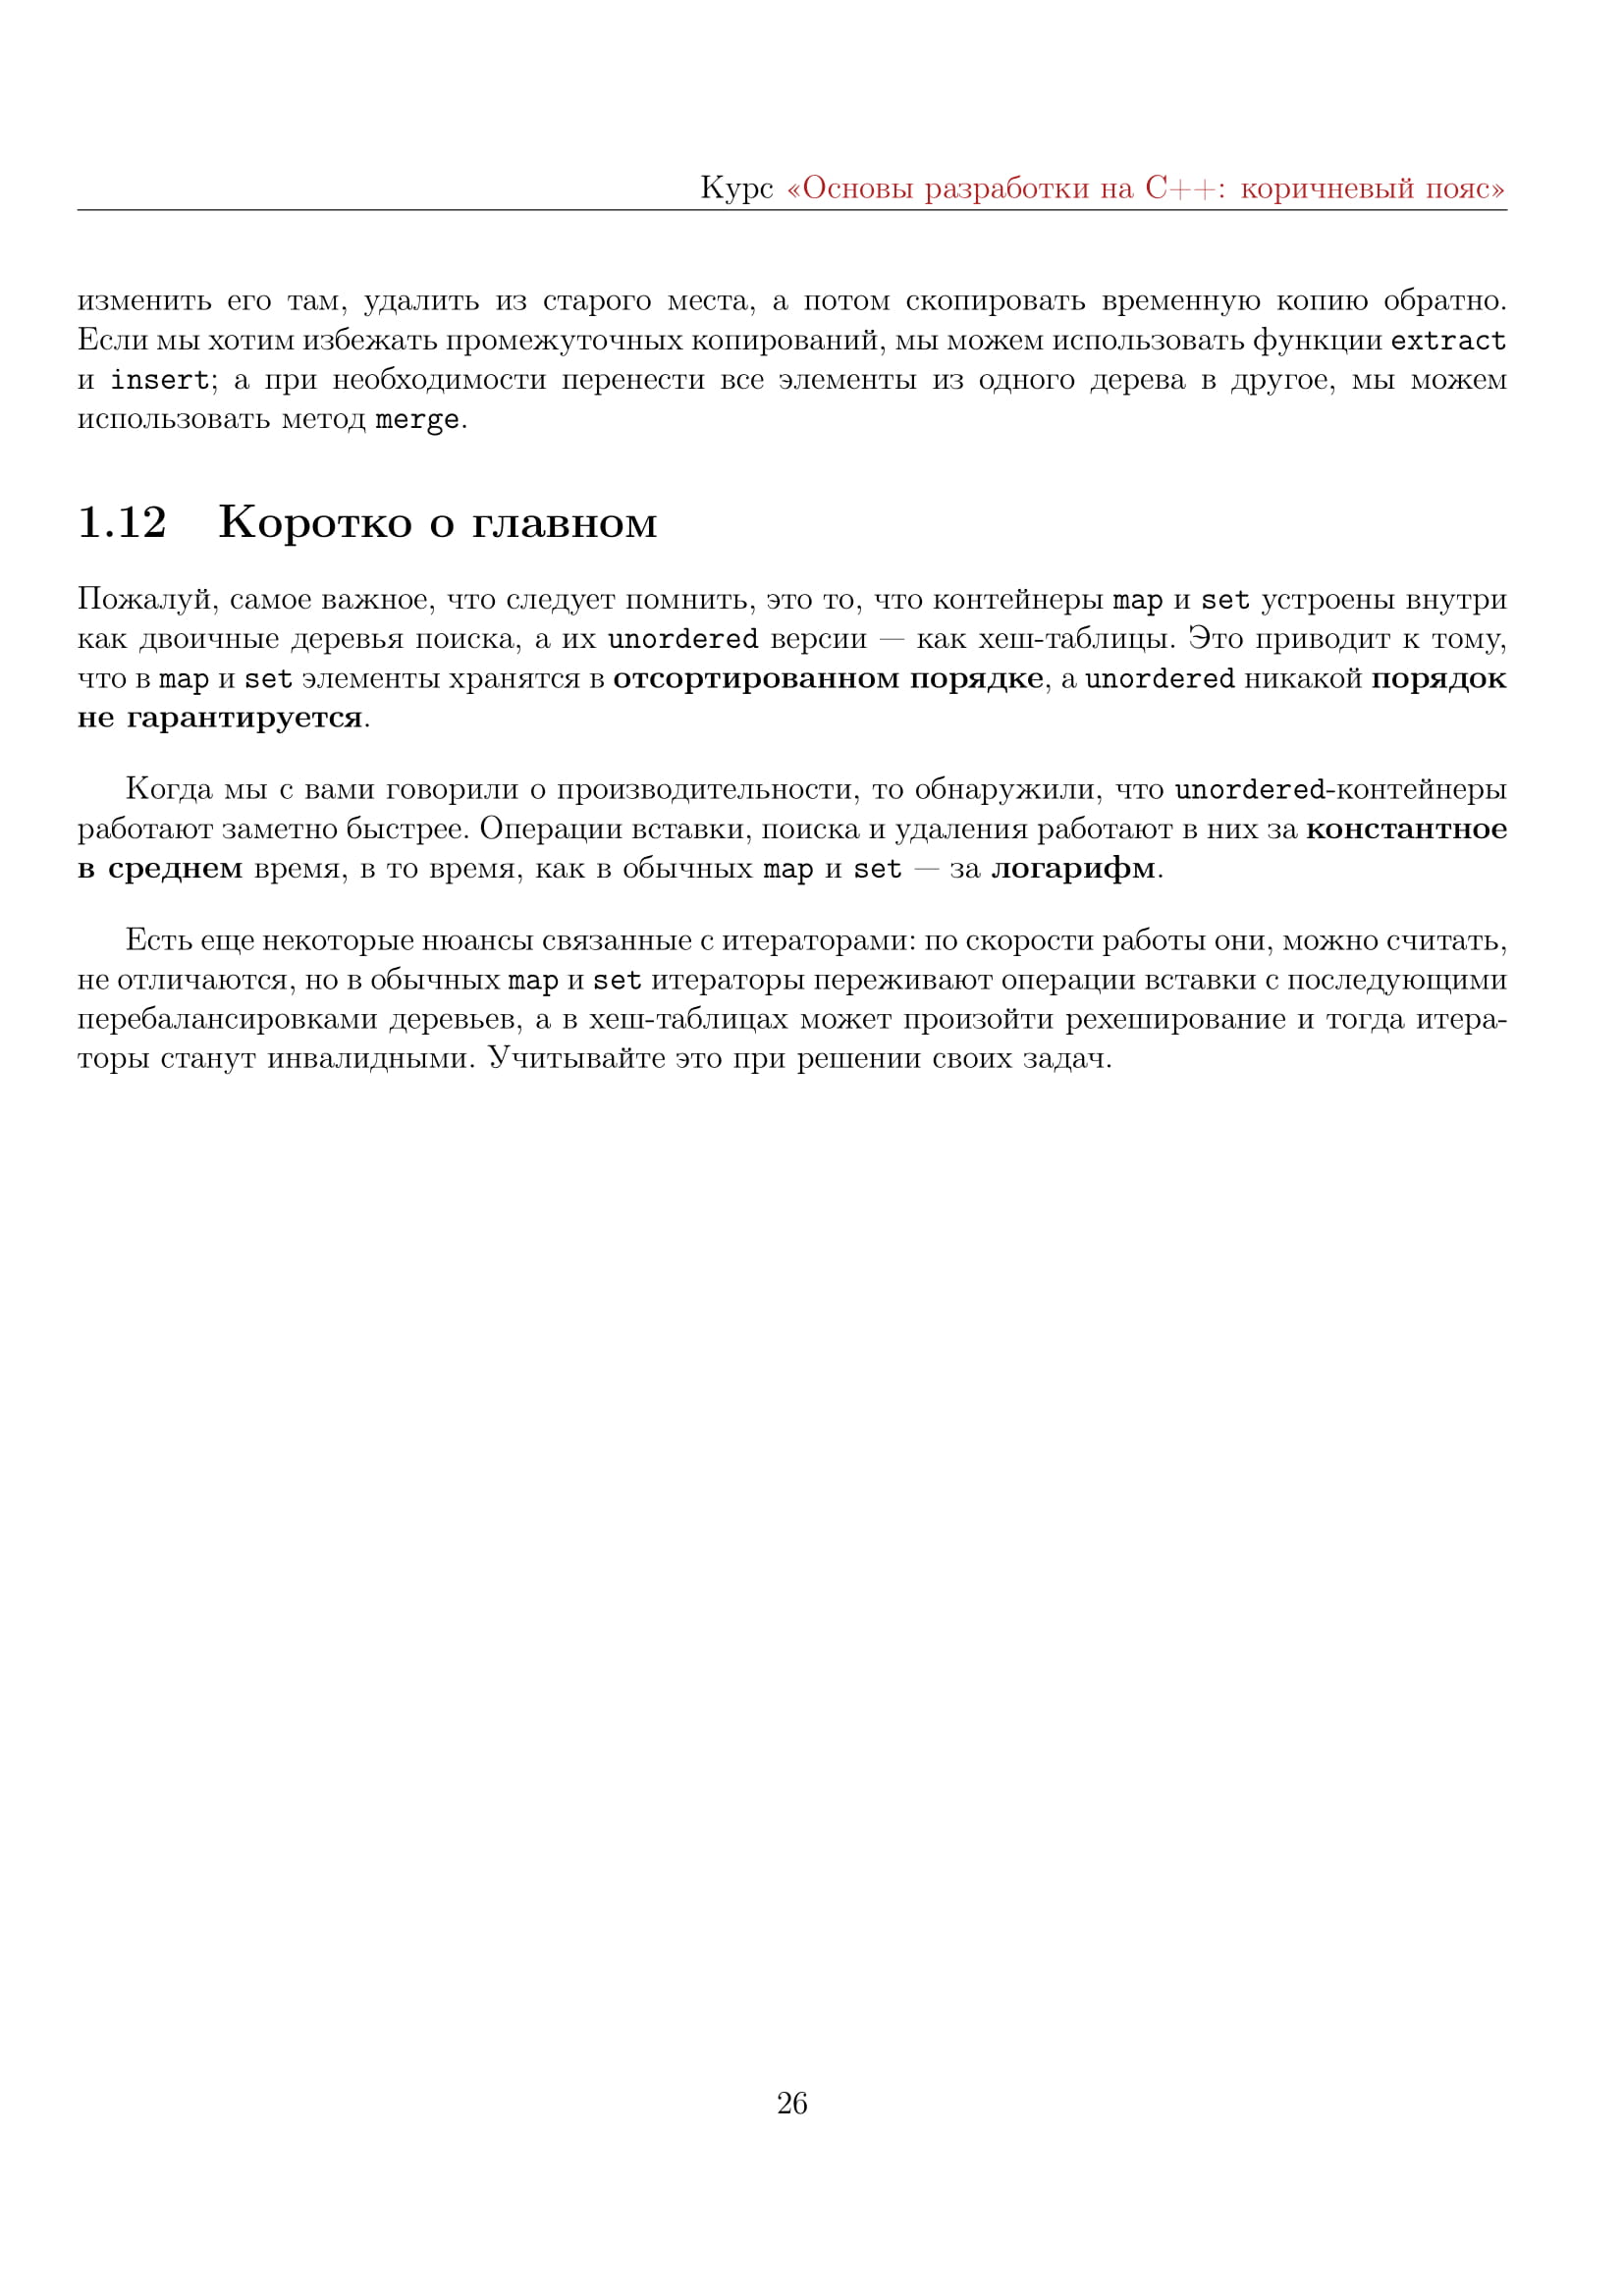 Курс «Основы разработки на C++: коричневый пояс»
изменить его там, удалить из старого места, а потом скопировать временную копию обратно.
Если мы хотим избежать промежуточных копирований, мы можем использовать функции extract
и insert; а при необходимости перенести все элементы из одного дерева в другое, мы можем
использовать метод merge.
1.12 Коротко о главном
Пожалуй, самое важное, что следует помнить, это то, что контейнеры map и set устроены внутри
как двоичные деревья поиска, а их unordered версии — как хеш-таблицы. Это приводит к тому,
что в map и set элементы хранятся в отсортированном порядке, а unordered никакой порядок
не гарантируется.
Когда мы с вами говорили о производительности, то обнаружили, что unordered-контейнеры
работают заметно быстрее. Операции вставки, поиска и удаления работают в них за константное
в среднем время, в то время, как в обычных map и set — за логарифм.
Есть еще некоторые нюансы связанные с итераторами: по скорости работы они, можно считать,
не отличаются, но в обычных map и set итераторы переживают операции вставки с последующими
перебалансировками деревьев, а в хеш-таблицах может произойти рехеширование и тогда итера-
торы станут инвалидными. Учитывайте это при решении своих задач.
26